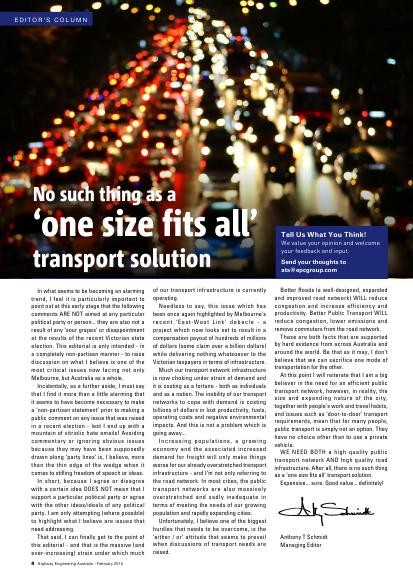 EDITOR'S COLUMN
No such thing as a
'one size fits all'
transport solution
Tell Us What You Think!
We value your opinion and welcome
your feedback and input.
Send your thoughts to
ats@epcgroup.com
In what seems to be becoming an alarming
trend, I feel it is particularly important to
point out at this early stage that the following
comments ARE NOT aimed at any particular
political party or person... they are also not a
result of any 'sour grapes' or disappointment
at the results of the recent Victorian state
election. This editorial is only intended - in
a completely non-partisan manner - to raise
discussion on what I believe is one of the
most critical issues now facing not only
Melbourne, but Australia as a whole.
Incidentally, as a further aside, I must say
that I find it more than a little alarming that
it seems to have become necessary to make
a 'non-partisan statement' prior to making a
public comment on any issue that was raised
in a recent election - lest I end up with a
mountain of vitriolic hate emails! Avoiding
commentary or ignoring obvious issues
because they may have been supposedly
drawn along 'party lines' is, I believe, more
than the thin edge of the wedge when it
comes to stifling freedom of speech or ideas.
In short, because I agree or disagree
with a certain idea DOES NOT mean that I
support a particular political party or agree
with the other ideas/ideals of any political
party. I am only attempting (where possible)
to highlight what I believe are issues that
need addressing.
That said, I can finally get to the point of
this editorial - and that is the massive (and
ever-increasing) strain under which much
of our transport infrastructure is currently
operating.
Needless to say, this issue which has
been once again highlighted by Melbourne's
recent 'East-West Link' debacle - a
project which now looks set to result in a
compensation payout of hundreds of millions
of dollars (some claim over a billion dollars)
while delivering nothing whatsoever to the
Victorian taxpayers in terms of infrastructure.
Much our transport network infrastructure
is now choking under strain of demand and
it is costing us a fortune - both as individuals
and as a nation. The inability of our transport
networks to cope with demand is costing
billions of dollars in lost productivity, fuels,
operating costs and negative environmental
impacts. And this is not a problem which is
going away...
Increasing populations, a growing
economy and the associated increased
demand for freight will only make things
worse for our already overstretched transport
infrastructure - and I'm not only referring to
the road network. In most cities, the public
transport networks are also massively
overstretched and sadly inadequate in
terms of meeting the needs of our growing
population and rapidly expanding cities.
Unfortunately, I believe one of the biggest
hurdles that needs to be overcome, is the
'either /or' attitude that seems to prevail
when discussions of transport needs are
raised.
Better Roads (a well-designed, expanded
and improved road network) WILL reduce
congestion and increase efficiency and
productivity. Better Public Transport WILL
reduce congestion, lower emissions and
remove commuters from the road network.
These are both facts that are supported
by hard evidence from across Australia and
around the world. Be that as it may, I don't
believe that we can sacrifice one mode of
transportation for the other.
At this point I will reiterate that I am a big
believer in the need for an efficient public
transport network, however, in reality, the
size and expanding nature of the city,
together with people's work and travel habits,
and issues such as 'door-to-door' transport
requirements, mean that for many people,
public transport is simply not an option. They
have no choice other than to use a private
vehicle.
WE NEED BOTH a high quality public
transport network AND high quality road
infrastructure. After all, there is no such thing
as a 'one size fits all' transport solution.
Expensive... sure. Good value... definitely!
Anthony T Schmidt
Managing Editor
4 Highway Engineering Australia - February 2015